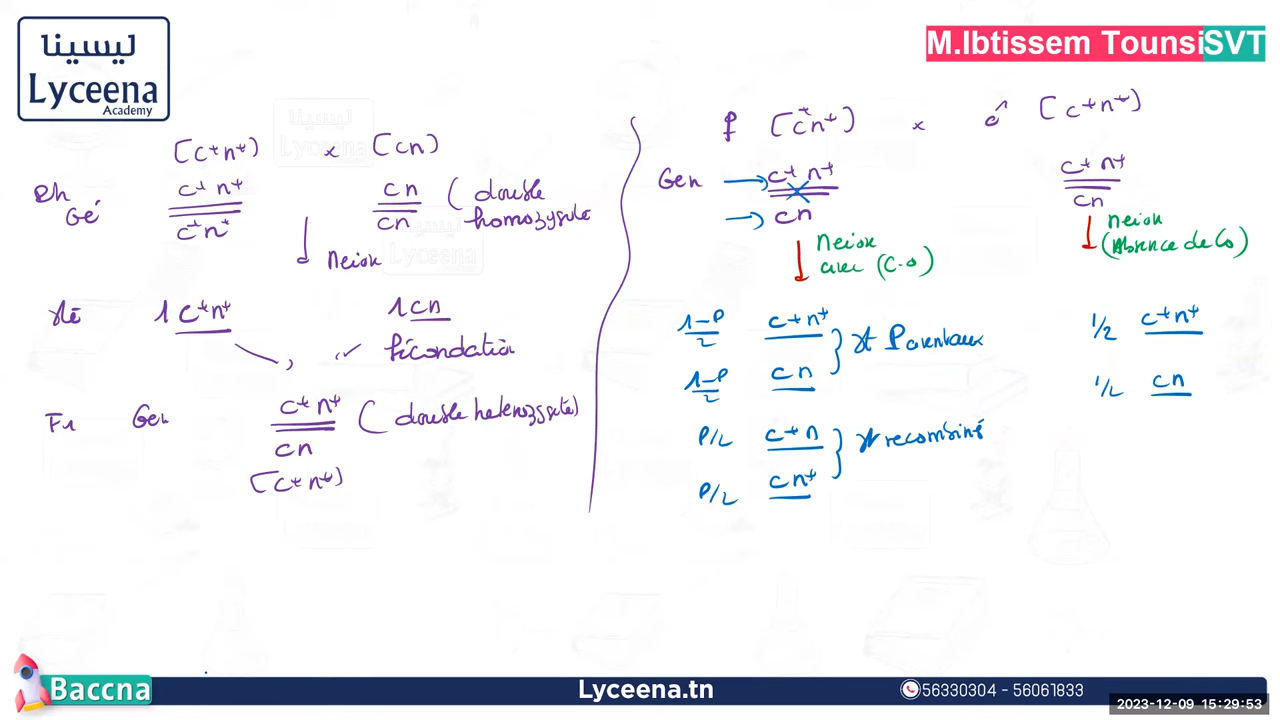 ليسينا
Lyceena
Academy
M.Ibtissem Tounsi SVT
[c+n+] x [cn]
Ph
Gé
c+ n+
c+ n+
cn
cn
(double
homozygote
Meiose
1 c+n+
1 cn
fécondation
F1 Gen
c+ n+
cn
(double hétérozygote)
[c+ n+]
♀ [c+n+] x ♂ [c+n+]
Gen
c+ n+
cn
c+ n+
cn
Meiose
avec (C-O)
Meiose
(Absence de CO)
1-P/2 c+n+
1-P/2 cn
Parentaux
P/2 c+n
P/2 cn+
recombiné
1/2 c+n+
1/2 cn
Baccna
Lyceena.tn
56330304 - 56061833
2023-12-09 15:29:53